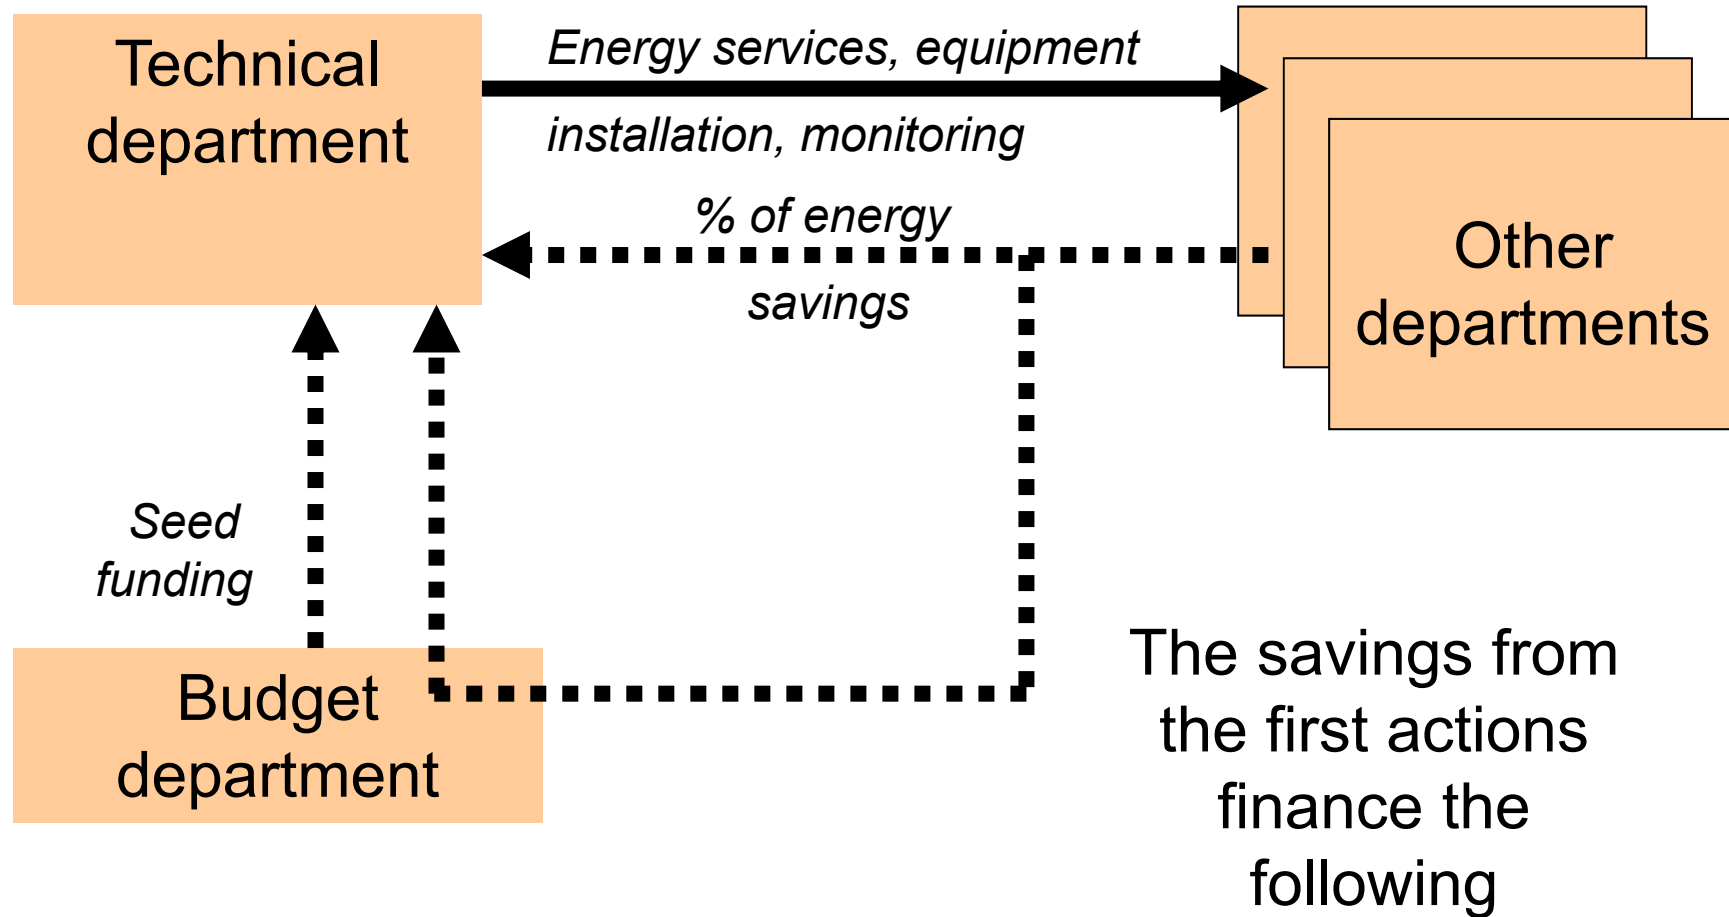 Technical
department
Energy services, equipment
installation, monitoring
% of energy
savings
Other
departments
Seed
funding
Budget
department
The savings from
the first actions
finance the
following